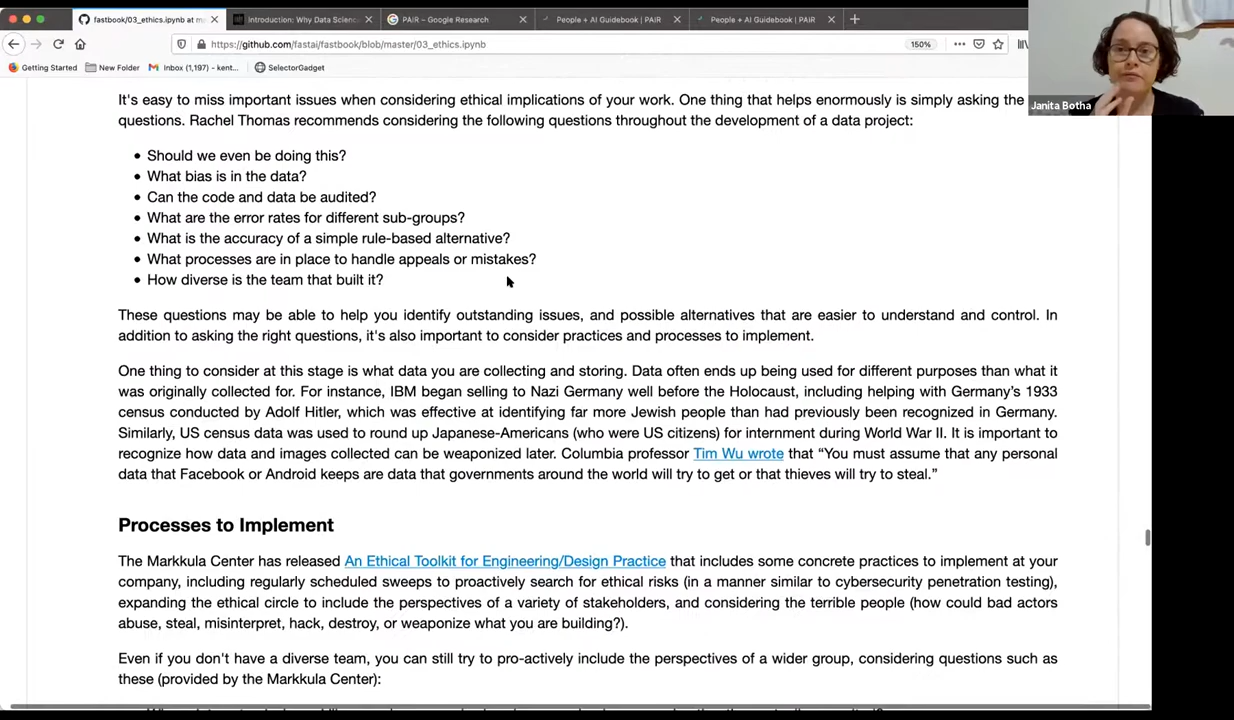 fastbook/03_ethics.ipynb at m
Introduction: Why Data Scienc
PAIR – Google Research
People + AI Guidebook | PAIR
People + AI Guidebook | PAIR
https://github.com/fastai/fastbook/blob/master/03_ethics.ipynb
150%
Getting Started
New Folder
Inbox (1,197) - kent...
SelectorGadget
Janita Botha
It's easy to miss important issues when considering ethical implications of your work. One thing that helps enormously is simply asking the
questions. Rachel Thomas recommends considering the following questions throughout the development of a data project:
• Should we even be doing this?
• What bias is in the data?
• Can the code and data be audited?
• What are the error rates for different sub-groups?
• What is the accuracy of a simple rule-based alternative?
• What processes are in place to handle appeals or mistakes?
• How diverse is the team that built it?
These questions may be able to help you identify outstanding issues, and possible alternatives that are easier to understand and control. In
addition to asking the right questions, it's also important to consider practices and processes to implement.
One thing to consider at this stage is what data you are collecting and storing. Data often ends up being used for different purposes than what it
was originally collected for. For instance, IBM began selling to Nazi Germany well before the Holocaust, including helping with Germany’s 1933
census conducted by Adolf Hitler, which was effective at identifying far more Jewish people than had previously been recognized in Germany.
Similarly, US census data was used to round up Japanese-Americans (who were US citizens) for internment during World War II. It is important to
recognize how data and images collected can be weaponized later. Columbia professor Tim Wu wrote that “You must assume that any personal
data that Facebook or Android keeps are data that governments around the world will try to get or that thieves will try to steal.”
Processes to Implement
The Markkula Center has released An Ethical Toolkit for Engineering/Design Practice that includes some concrete practices to implement at your
company, including regularly scheduled sweeps to proactively search for ethical risks (in a manner similar to cybersecurity penetration testing),
expanding the ethical circle to include the perspectives of a variety of stakeholders, and considering the terrible people (how could bad actors
abuse, steal, misinterpret, hack, destroy, or weaponize what you are building?).
Even if you don't have a diverse team, you can still try to pro-actively include the perspectives of a wider group, considering questions such as
these (provided by the Markkula Center):